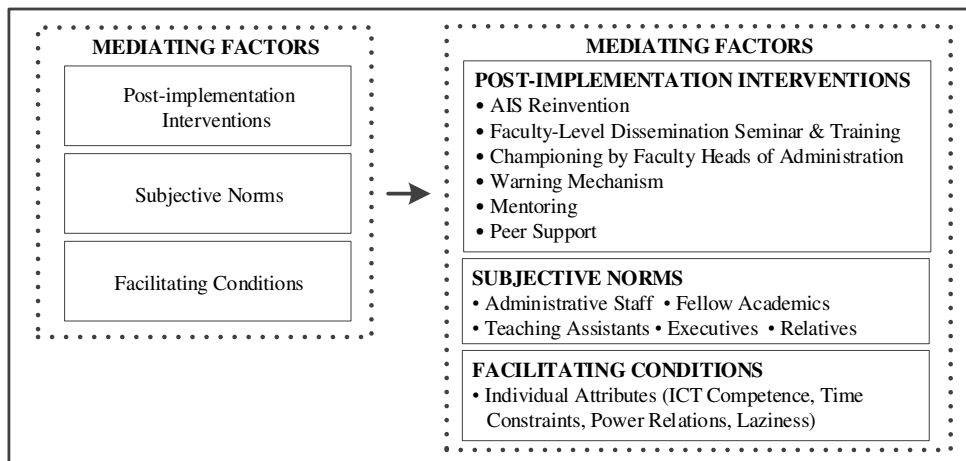 MEDIATING FACTORS
Post-implementation
Interventions
Subjective Norms
Facilitating Conditions
MEDIATING FACTORS
POST-IMPLEMENTATION INTERVENTIONS
• AIS Reinvention
• Faculty-Level Dissemination Seminar & Training
• Championing by Faculty Heads of Administration
• Warning Mechanism
• Mentoring
• Peer Support
SUBJECTIVE NORMS
• Administrative Staff • Fellow Academics
• Teaching Assistants • Executives • Relatives
FACILITATING CONDITIONS
• Individual Attributes (ICT Competence, Time
Constraints, Power Relations, Laziness)